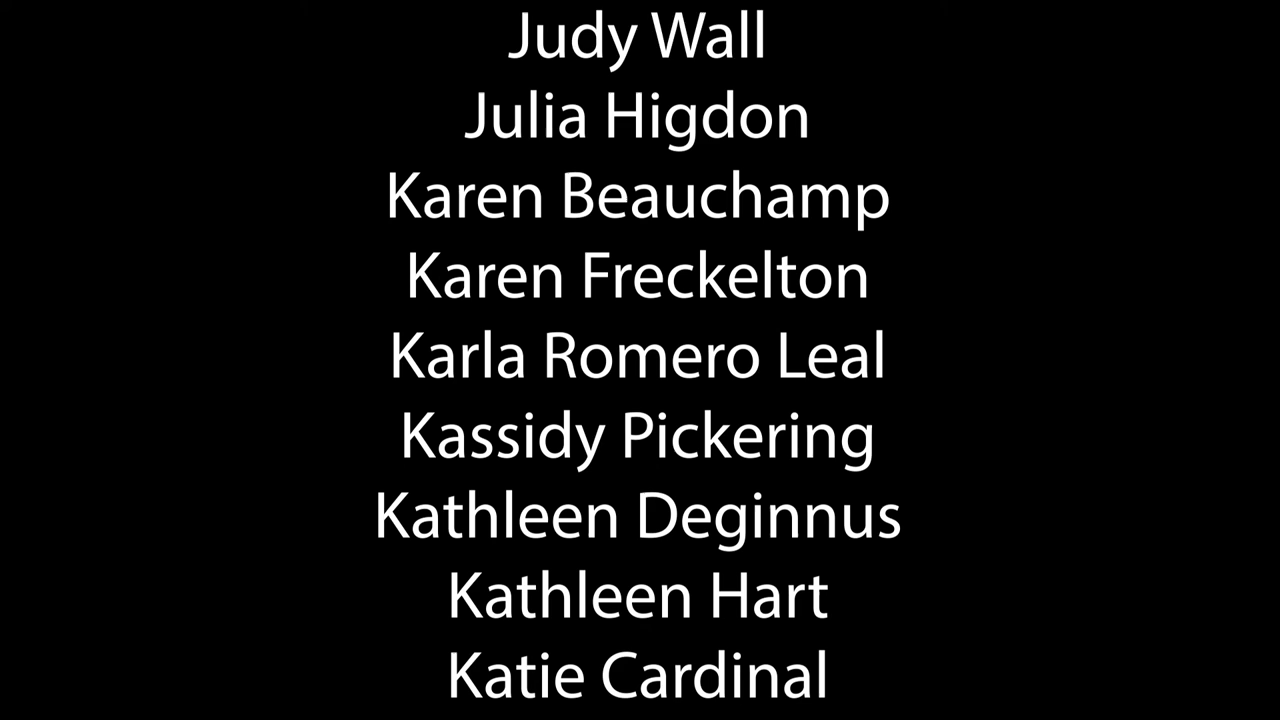 Judy Wall
Julia Higdon
Karen Beauchamp
Karen Freckelton
Karla Romero Leal
Kassidy Pickering
Kathleen Deginnus
Kathleen Hart
Katie Cardinal